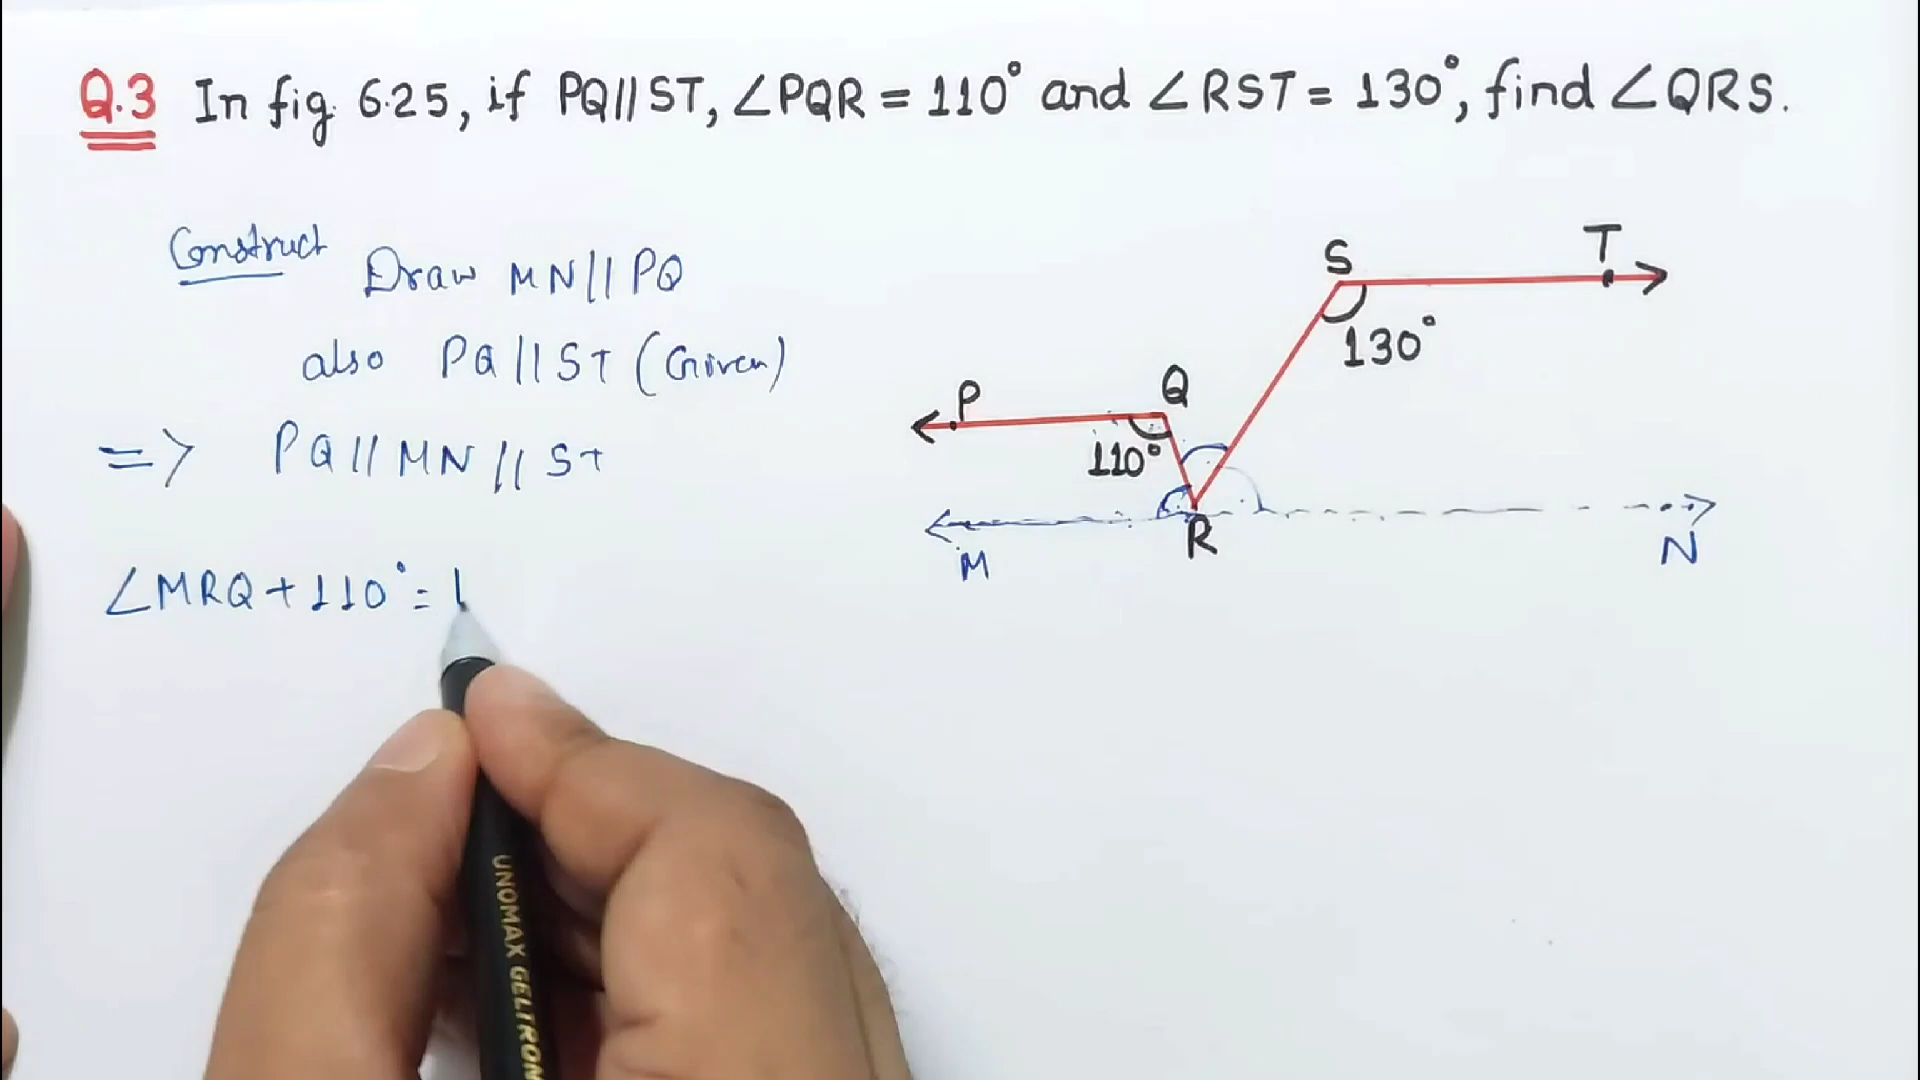 Q.3 In fig. 6.25, if PQ//ST, ∠PQR = 110° and ∠RST = 130°, find ∠QRS.
Construct Draw MN//PQ
also PQ//ST (Given)
=> PQ//MN//ST
∠MRQ + 110° = 1
S T
130°
P Q
110°
R
M N
UNOMAX GELTRON